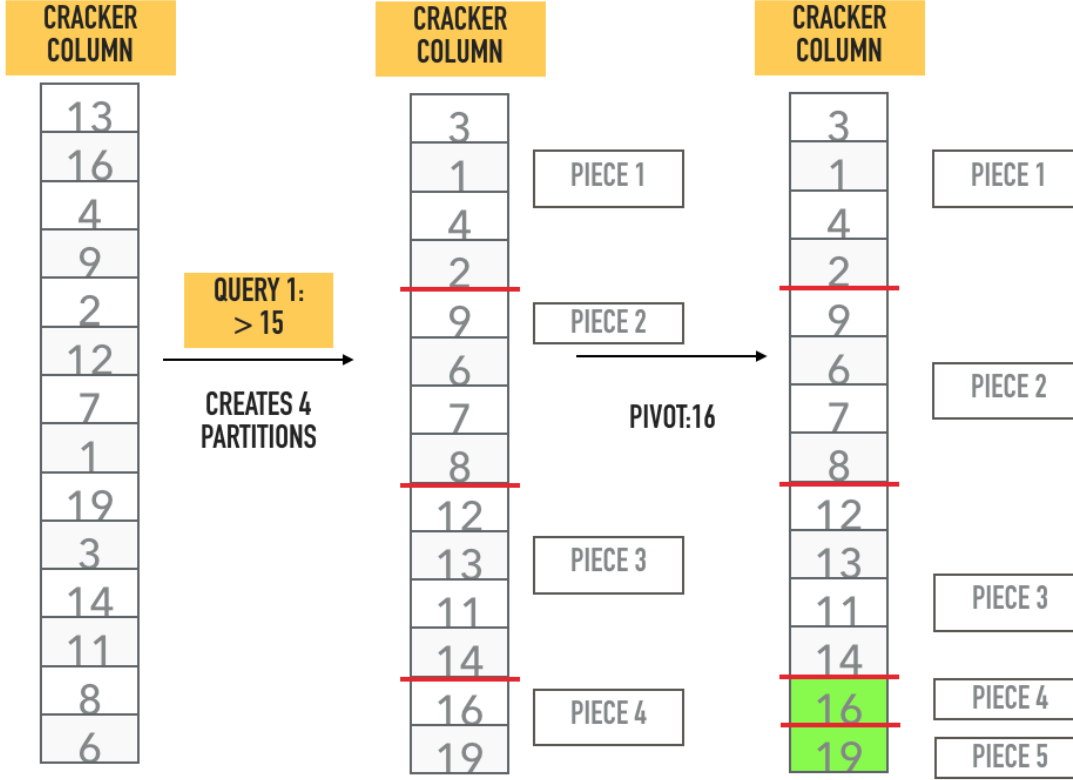 CRACKER
COLUMN
13
16
4
9
2
12
7
1
19
3
14
11
8
6
QUERY 1:
> 15
CREATES 4
PARTITIONS
CRACKER
COLUMN
3
1
4
2
9
6
7
8
12
13
11
14
16
19
PIECE 1
PIECE 2
PIECE 3
PIECE 4
PIVOT:16
CRACKER
COLUMN
3
1
4
2
9
6
7
8
12
13
11
14
16
19
PIECE 1
PIECE 2
PIECE 3
PIECE 4
PIECE 5